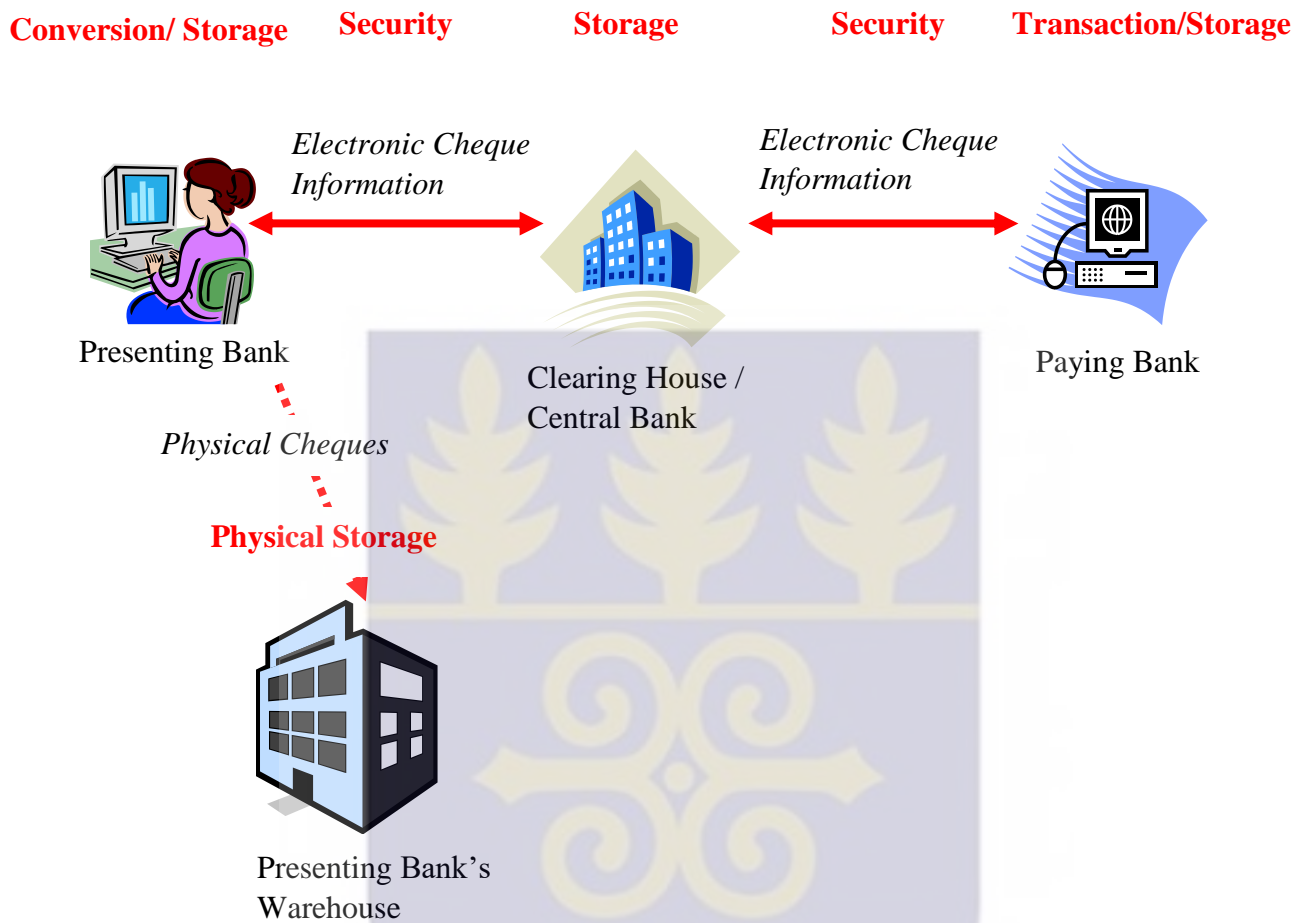 Conversion/ Storage
Security
Storage
Security
Transaction/Storage
Electronic Cheque
Information
Electronic Cheque
Information
Presenting Bank
Clearing House /
Central Bank
Paying Bank
Physical Cheques
Physical Storage
Presenting Bank’s
Warehouse